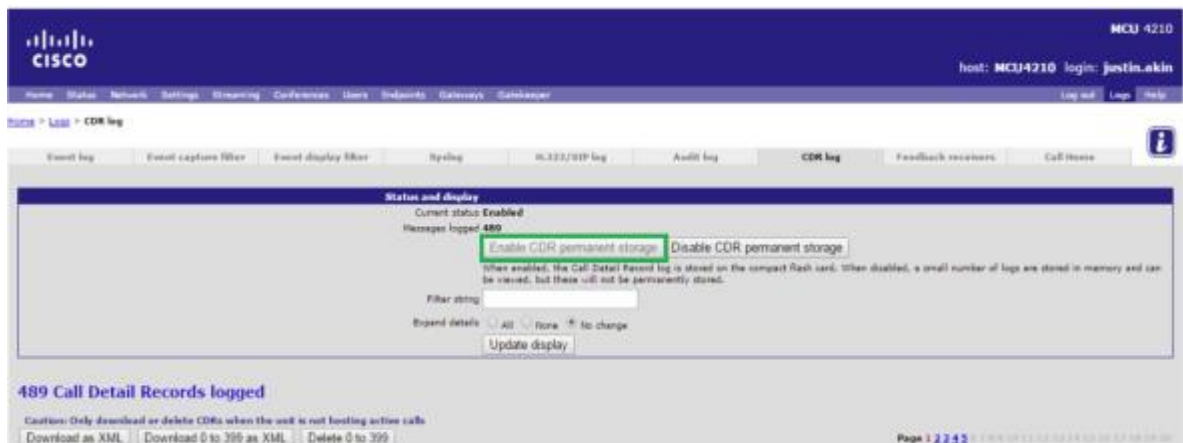 MCU 4210
CISCO
host: MCU4210 login: justin.akin
Home Status Network Settings Streaming Conferences Users Endpoints Gateways Gatekeeper Log out Logs Help
Home > Logs > CDR log
Event log Event capture filter Event display filter Syslog H.323/SIP log Audit log CDR log Feedback receivers Call Home
Status and display
Current status Enabled
Messages logged 489
Enable CDR permanent storage Disable CDR permanent storage
When enabled, the Call Detail Record log is stored on the compact flash card. When disabled, a small number of logs are stored in memory and can
be viewed, but these will not be permanently stored.
Filter string
Expand details All None No change
Update display
489 Call Detail Records logged
Caution: Only download or delete CDRs when the unit is not hosting active calls
Download as XML Download 0 to 399 as XML Delete 0 to 399 Page 1 2 3 4 5